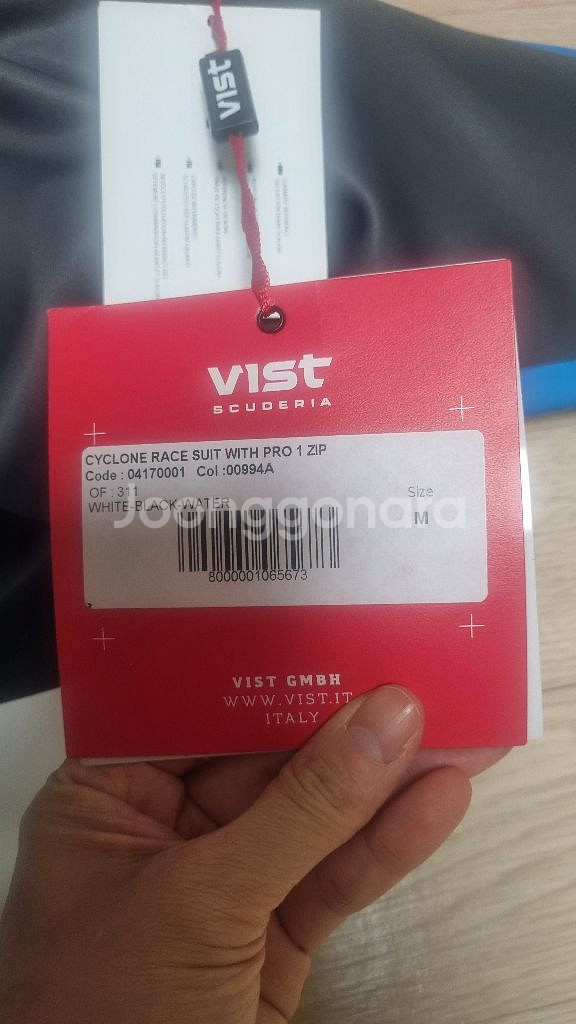 vist
vist
SCUDERIA
CYCLONE RACE SUIT WITH PRO 1 ZIP
Code : 04170001 Col :00994A
OF : 311
WHITE-BLACK-WATER
Size
M
Joonggonara
8000001065673
VIST GMBH
WWW.VIST.IT
ITALY